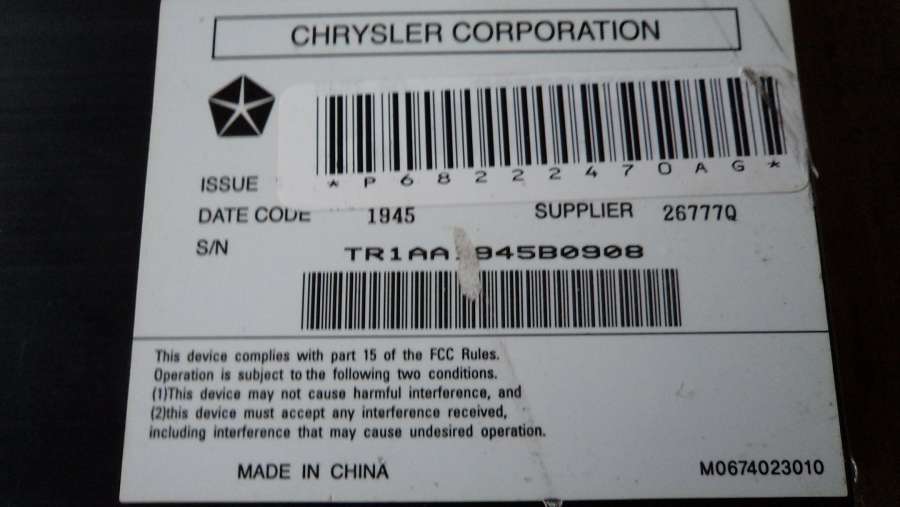 CHRYSLER CORPORATION
*P68222470AG*
ISSUE
DATE CODE 1945 SUPPLIER 26777Q
S/N
This device complies with part 15 of the FCC Rules.
Operation is subject to the following two conditions.
(1)This device may not cause harmful interference, and
(2)this device must accept any interference received,
including interference that may cause undesired operation.
MADE IN CHINA M0674023010